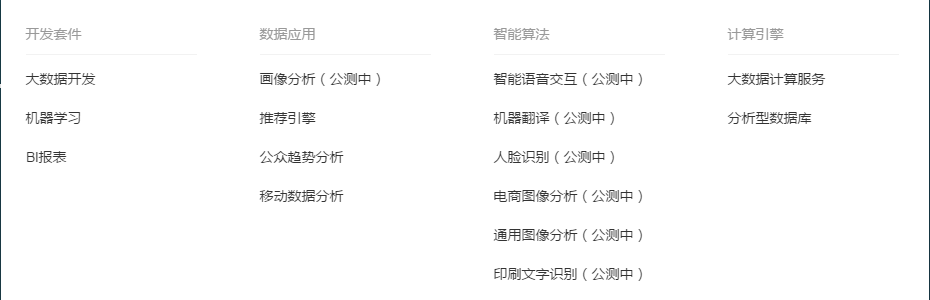 开发套件
大数据开发
机器学习
BI报表
数据应用
画像分析（公测中）
推荐引擎
公众趋势分析
移动数据分析
智能算法
智能语音交互（公测中）
机器翻译（公测中）
人脸识别（公测中）
电商图像分析（公测中）
通用图像分析（公测中）
印刷文字识别（公测中）
计算引擎
大数据计算服务
分析型数据库